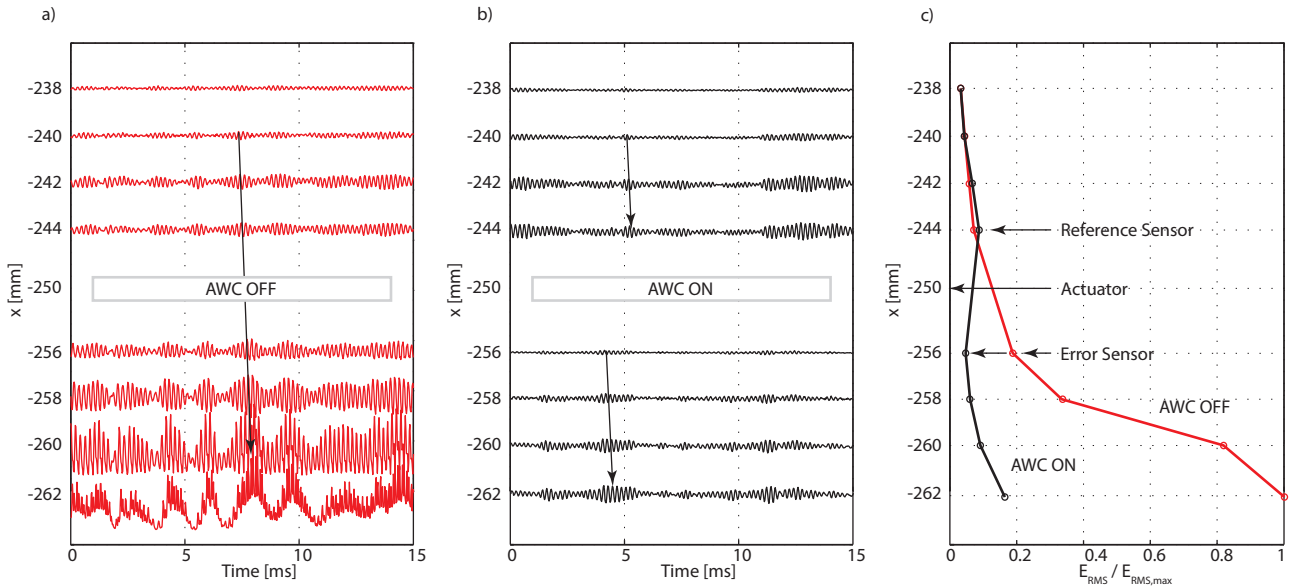 a)
x [mm]
-238
-240
-242
-244
-250
-256
-258
-260
-262
AWC OFF
0
5
10
15
Time [ms]
b)
x [mm]
-238
-240
-242
-244
-250
-256
-258
-260
-262
AWC ON
0
5
10
15
Time [ms]
c)
x [mm]
-238
-240
-242
-244
-250
-256
-258
-260
-262
Reference Sensor
Actuator
Error Sensor
AWC OFF
AWC ON
0
0.2
0.4
0.6
0.8
1
E_RMS / E_RMS,max